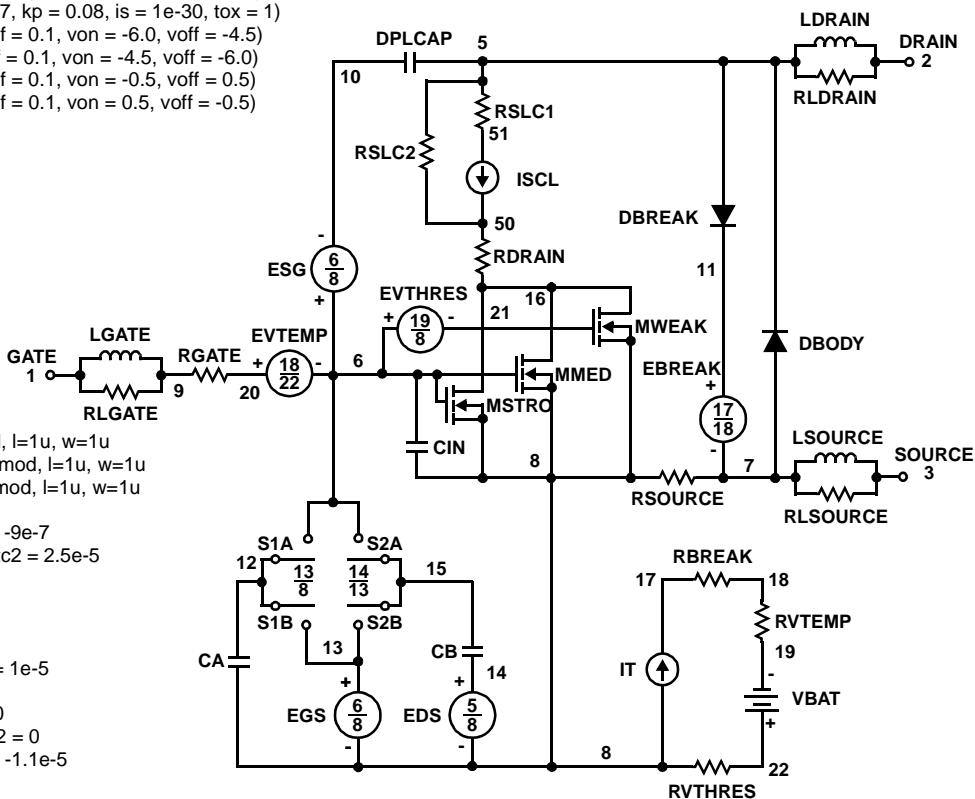 7, kp = 0.08, is = 1e-30, tox = 1)
f = 0.1, von = -6.0, voff = -4.5)
f = 0.1, von = -4.5, voff = -6.0)
f = 0.1, von = -0.5, voff = 0.5)
f = 0.1, von = 0.5, voff = -0.5)
LDRAIN
DPLCAP 5 DRAIN
10 2
RLDRAIN
RSLC1
51
RSLC2
ISCL
50
DBREAK
RDRAIN
-
ESG 6/8
+
11
EVTHRES 16
+ 19/8 - 21
MWEAK
LGATE EVTEMP DBODY
GATE RGATE + 18/22 - 6 MMED EBREAK
1 9 20 +
MSTRO 17/18
RLGATE -
LSOURCE
CIN SOURCE
8 7 3
RSOURCE
RLSOURCE
l, l=1u, w=1u
mod, l=1u, w=1u
mod, l=1u, w=1u
-9e-7
c2 = 2.5e-5
S1A S2A
12 13/8 14/13 15
S1B S2B
RBREAK
17 18
RVTEMP
13
CB
CA 14
IT
19
-
VBAT
+
= 1e-5
+ +
EGS 6/8 EDS 5/8
- -
0
2 = 0
-1.1e-5
8 22
RVTHRES